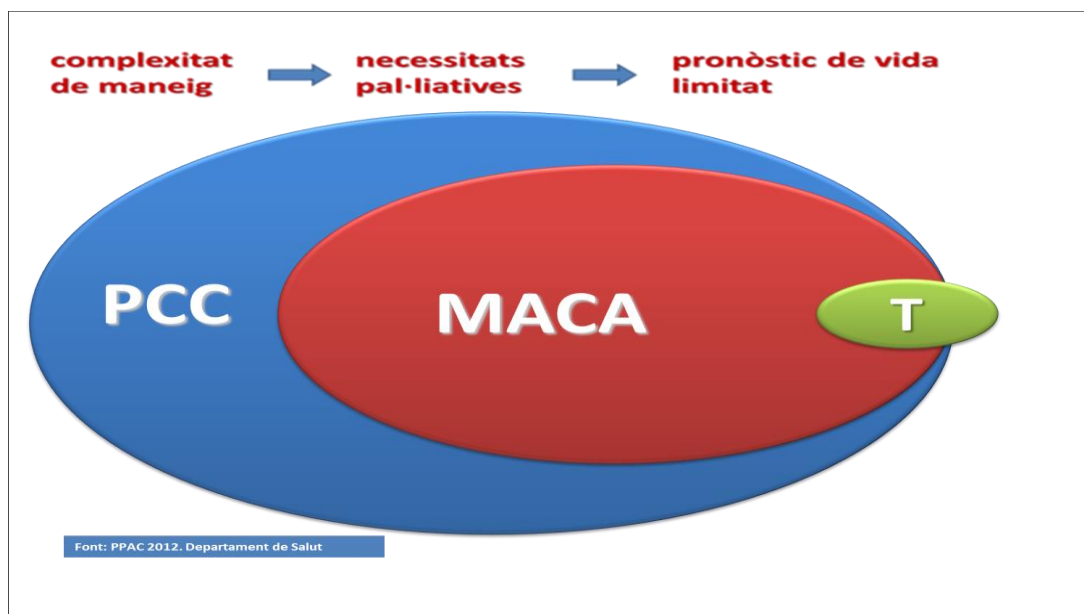 complexitat
de maneig
necessitats
pal·liatives
pronòstic de vida
limitat
PCC
MACA
T
Font: PPAC 2012. Departament de Salut